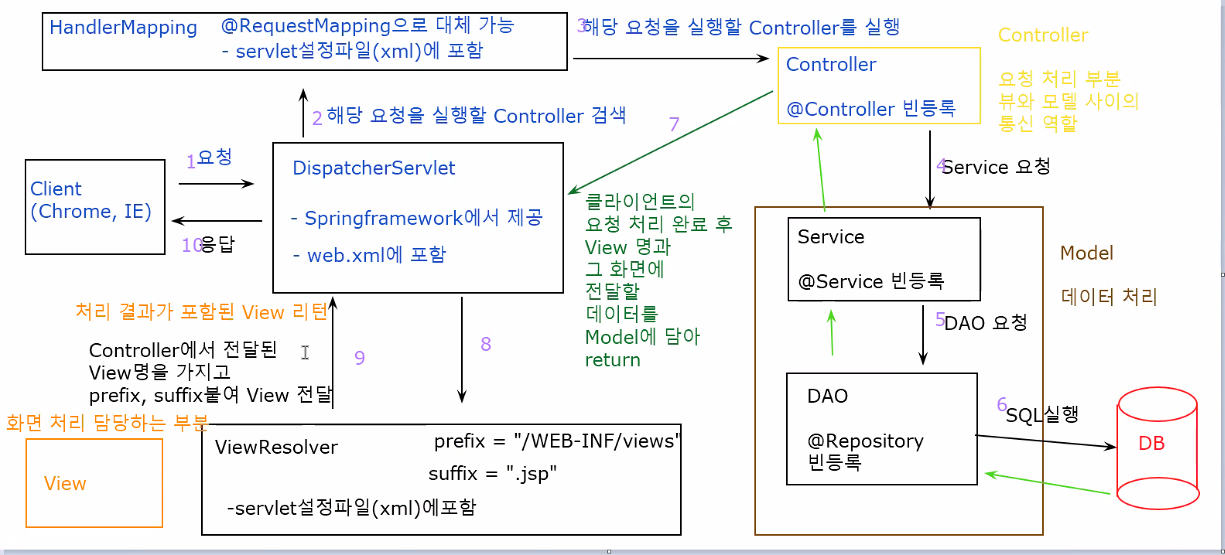 HandlerMapping
@RequestMapping으로 대체 가능
- servlet설정파일(xml)에 포함
3
해당 요청을 실행할 Controller를 실행
Controller
@Controller 빈등록
Controller
요청 처리 부분
뷰와 모델 사이의
통신 역할
2 해당 요청을 실행할 Controller 검색
7
1 요청
Client
(Chrome, IE)
10 응답
DispatcherServlet
- Springframework에서 제공
- web.xml에 포함
클라이언트의
요청 처리 완료 후
View 명과
그 화면에
전달할
데이터를
Model에 담아
return
4 Service 요청
Service
@Service 빈등록
Model
데이터 처리
5 DAO 요청
DAO
@Repository
빈등록
6 SQL실행
DB
처리 결과가 포함된 View 리턴
Controller에서 전달된
View명을 가지고
prefix, suffix붙여 View 전달
9
8
화면 처리 담당하는 부분
View
ViewResolver
prefix = "/WEB-INF/views"
suffix = ".jsp"
-servlet설정파일(xml)에포함